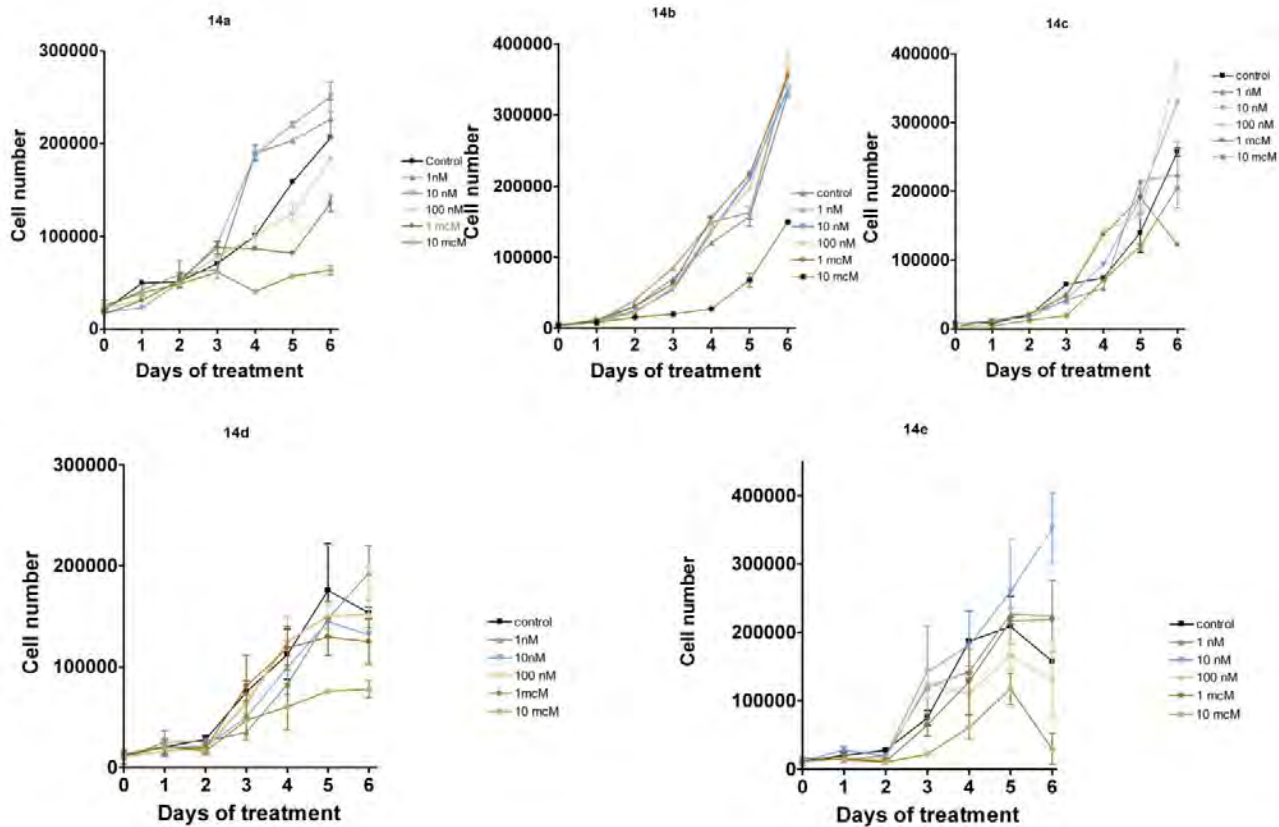 14a
300000
200000
100000
0
Cell number
0 1 2 3 4 5 6
Days of treatment
Control
1nM
10 nM
100 nM
1 mcM
10 mcM
14b
400000
300000
200000
100000
0
Cell number
0 1 2 3 4 5 6
Days of treatment
control
1 nM
10 nM
100 nM
1 mcM
10 mcM
14c
400000
300000
200000
100000
0
Cell number
0 1 2 3 4 5 6
Days of treatment
control
1 nM
10 nM
100 nM
1 mcM
10 mcM
14d
300000
200000
100000
0
Cell number
0 1 2 3 4 5 6
Days of treatment
control
1nM
10nM
100 nM
1mcM
10 mcM
14e
400000
300000
200000
100000
0
Cell number
0 1 2 3 4 5 6
Days of treatment
control
1 nM
10 nM
100 nM
1 mcM
10 mcM